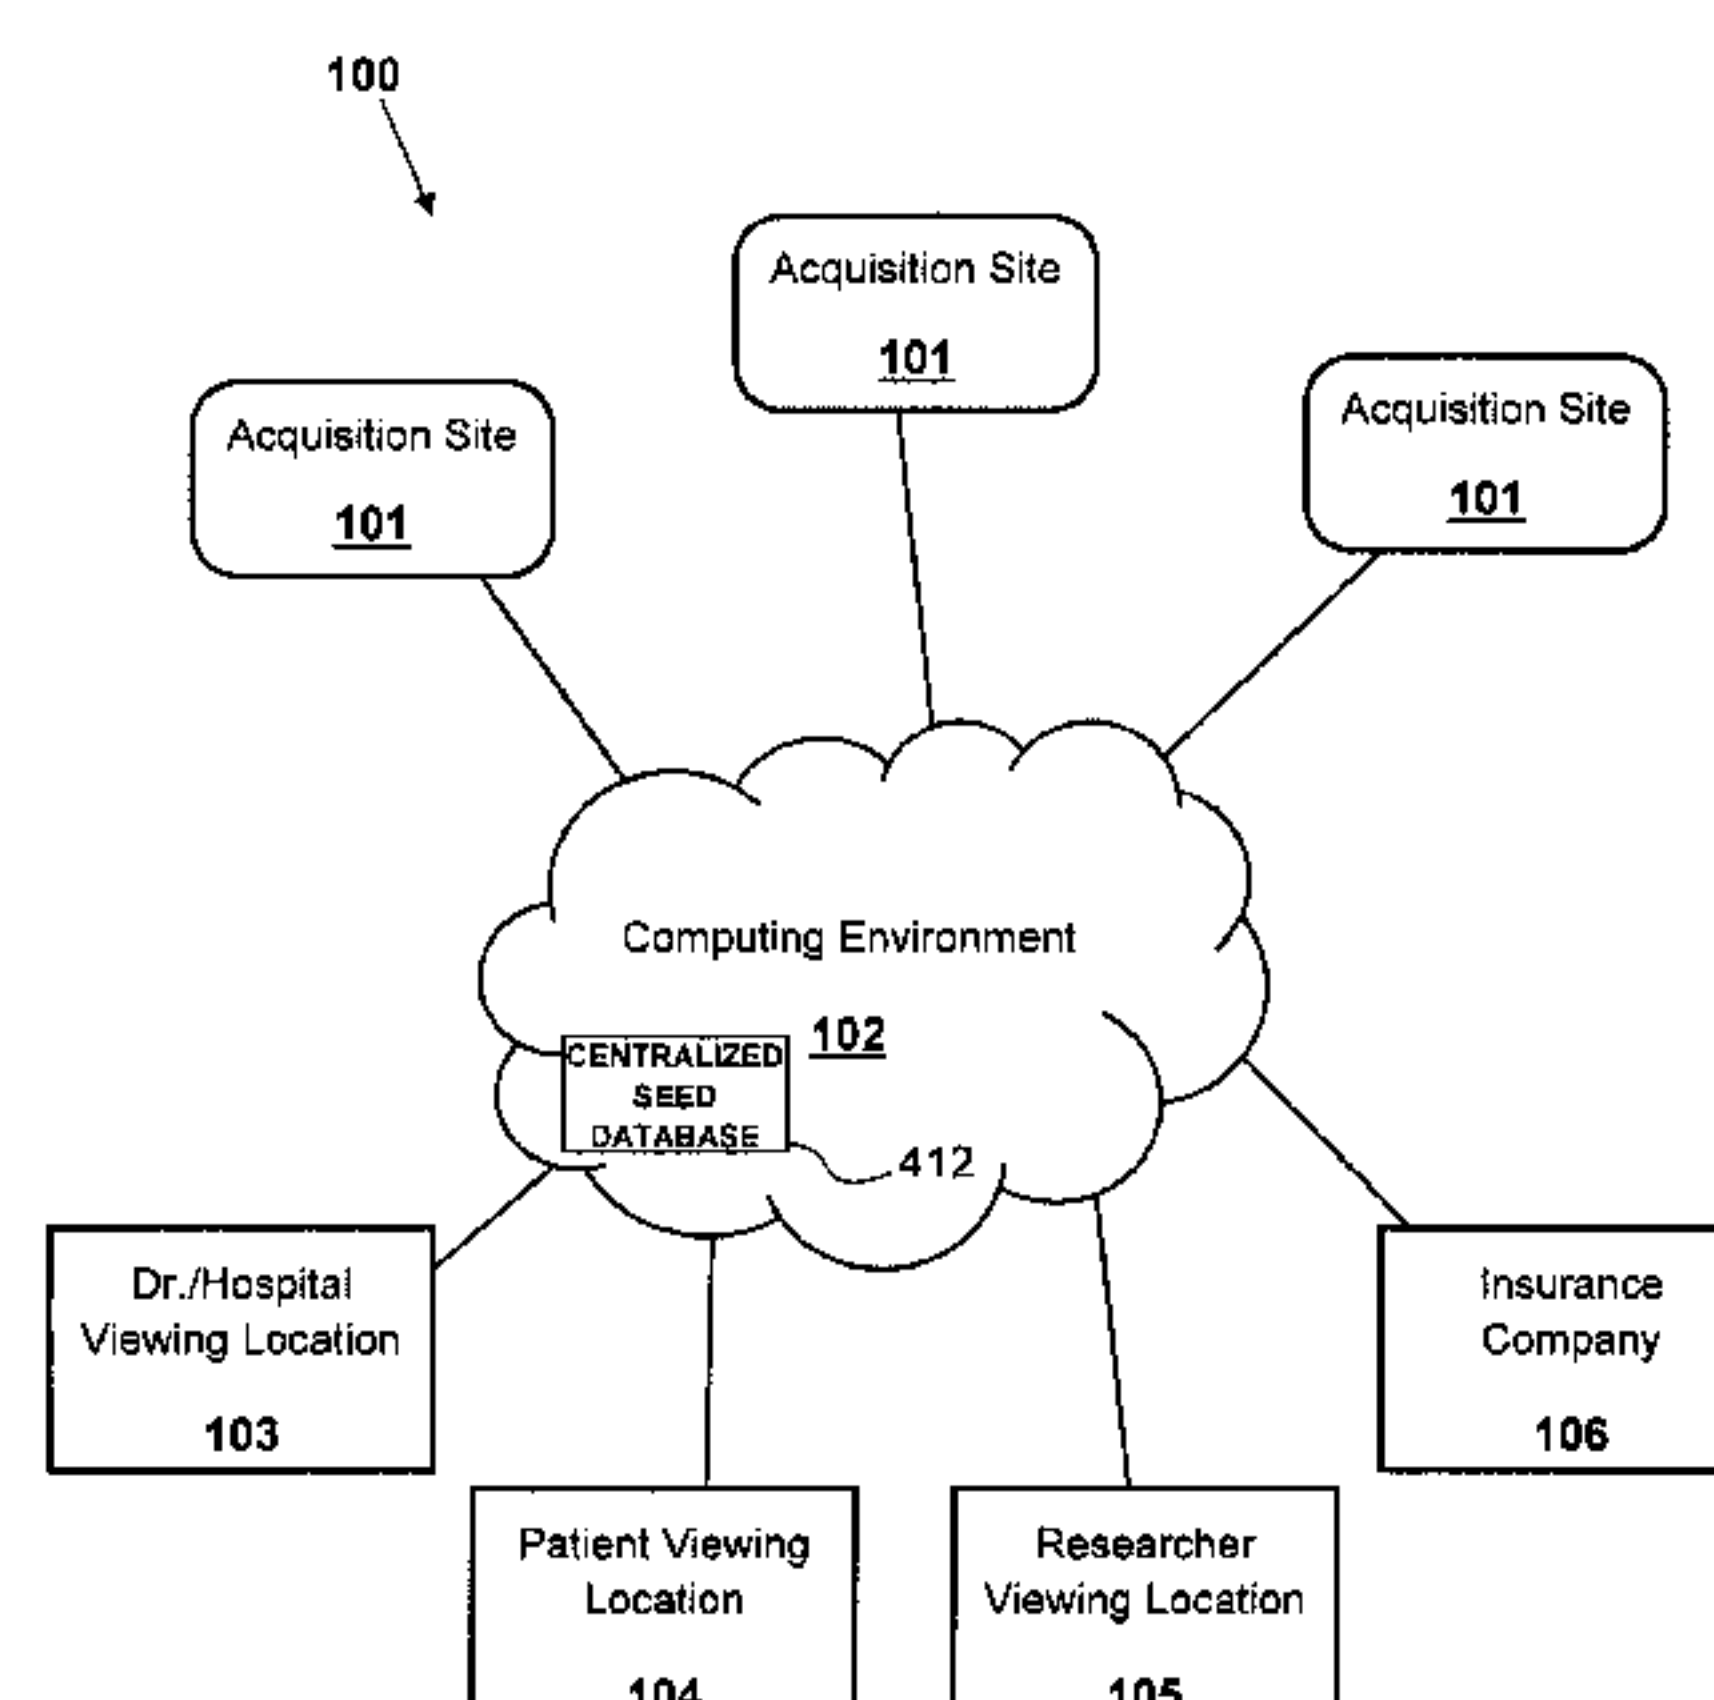 100
Acquisition Site
101
Acquisition Site
101
Acquisition Site
101
Computing Environment
102
CENTRALIZED
SEED
DATABASE
412
Dr./Hospital
Viewing Location
103
Insurance
Company
106
Patient Viewing
Location
104
Researcher
Viewing Location
105